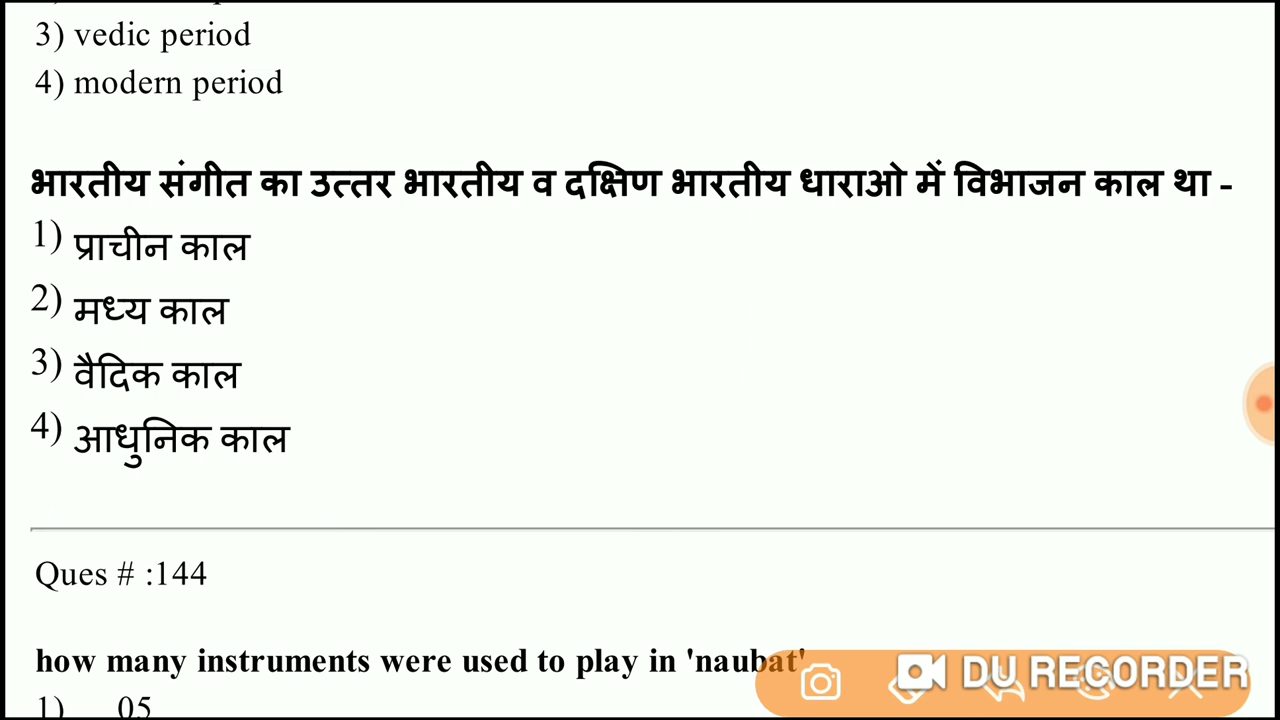 3) vedic period
4) modern period
भारतीय संगीत का उत्तर भारतीय व दक्षिण भारतीय धाराओ में विभाजन काल था -
1) प्राचीन काल
2) मध्य काल
3) वैदिक काल
4) आधुनिक काल
Ques # :144
how many instruments were used to play in 'naubat'
DU RECORDER
1) 05